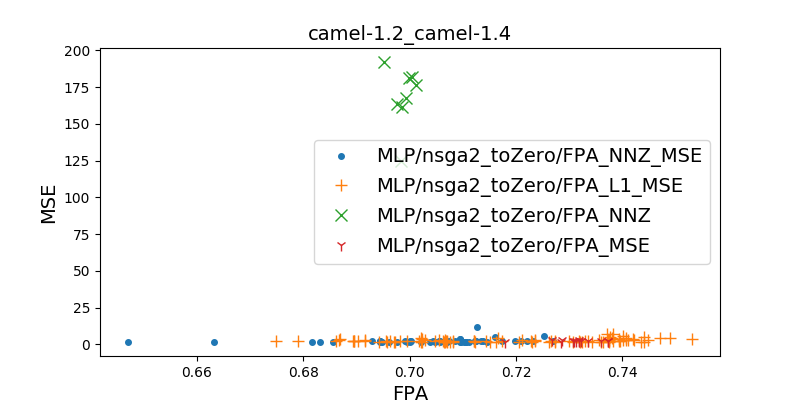 camel-1.2_camel-1.4
200
175
150
125
100
75
50
25
0
MSE
MLP/nsga2_toZero/FPA_NNZ_MSE
MLP/nsga2_toZero/FPA_L1_MSE
MLP/nsga2_toZero/FPA_NNZ
MLP/nsga2_toZero/FPA_MSE
0.66
0.68
0.70
0.72
0.74
FPA